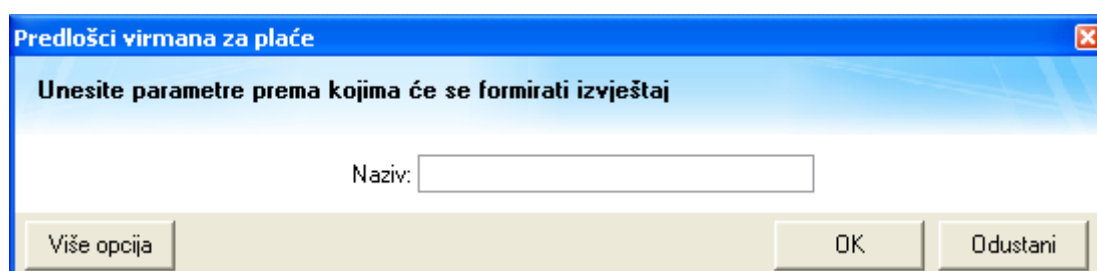 Predlošci virmana za plaće
Unesite parametre prema kojima će se formirati izvještaj
Naziv:
Više opcija
OK
Odustani